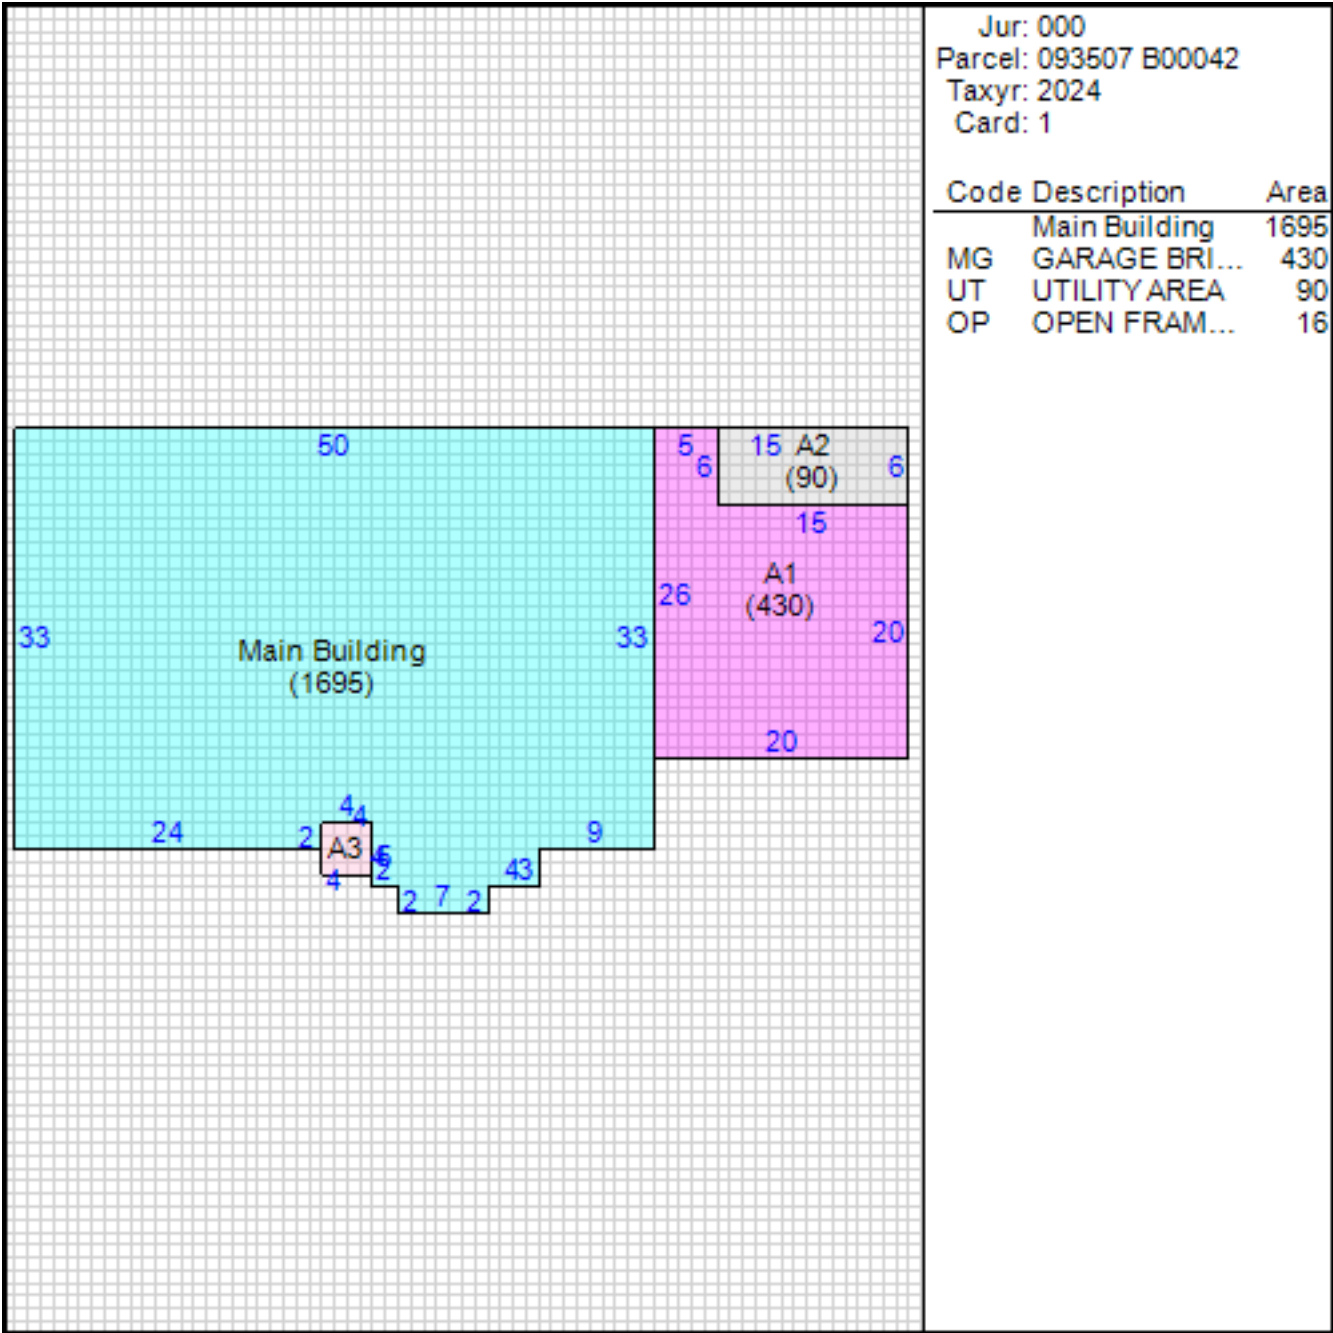 Jur: 000
Parcel: 093507 B00042
Taxyr: 2024
Card: 1
Code Description Area
Main Building 1695
MG GARAGE BRI... 430
UT UTILITY AREA 90
OP OPEN FRAM... 16
50
5
15 A2
6
(90)
6
15
A1
26
(430)
33
33
20
Main Building
(1695)
20
4
4
24
2
A3
9
4
2
43
2
7
2